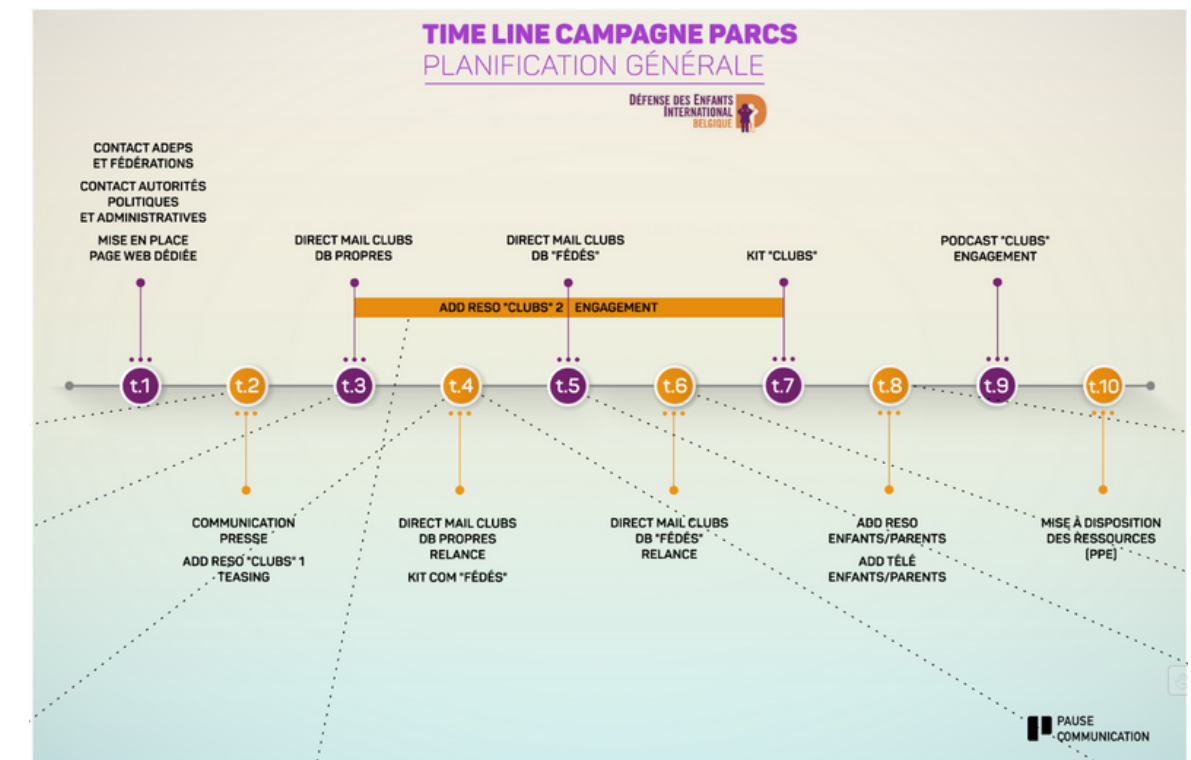 TIME LINE CAMPAGNE PARCS
PLANIFICATION GÉNÉRALE
DÉFENSE DES ENFANTS
INTERNATIONAL
BELGIQUE
CONTACT ADEPS
ET FÉDÉRATIONS
CONTACT AUTORITÉS
POLITIQUES
ET ADMINISTRATIVES
MISE EN PLACE
PAGE WEB DÉDIÉE
DIRECT MAIL CLUBS
DB PROPRES
DIRECT MAIL CLUBS
DB "FÉDÉS"
KIT "CLUBS"
PODCAST "CLUBS"
ENGAGEMENT
ADD RESO "CLUBS" 2 ENGAGEMENT
t.1
t.2
t.3
t.4
t.5
t.6
t.7
t.8
t.9
t.10
COMMUNICATION
PRESSE
ADD RESO "CLUBS" 1
TEASING
DIRECT MAIL CLUBS
DB PROPRES
RELANCE
KIT COM "FÉDÉS"
DIRECT MAIL CLUBS
DB "FÉDÉS"
RELANCE
ADD RESO
ENFANTS/PARENTS
ADD TÉLÉ
ENFANTS/PARENTS
MISE À DISPOSITION
DES RESSOURCES
(PPE)
PAUSE
COMMUNICATION